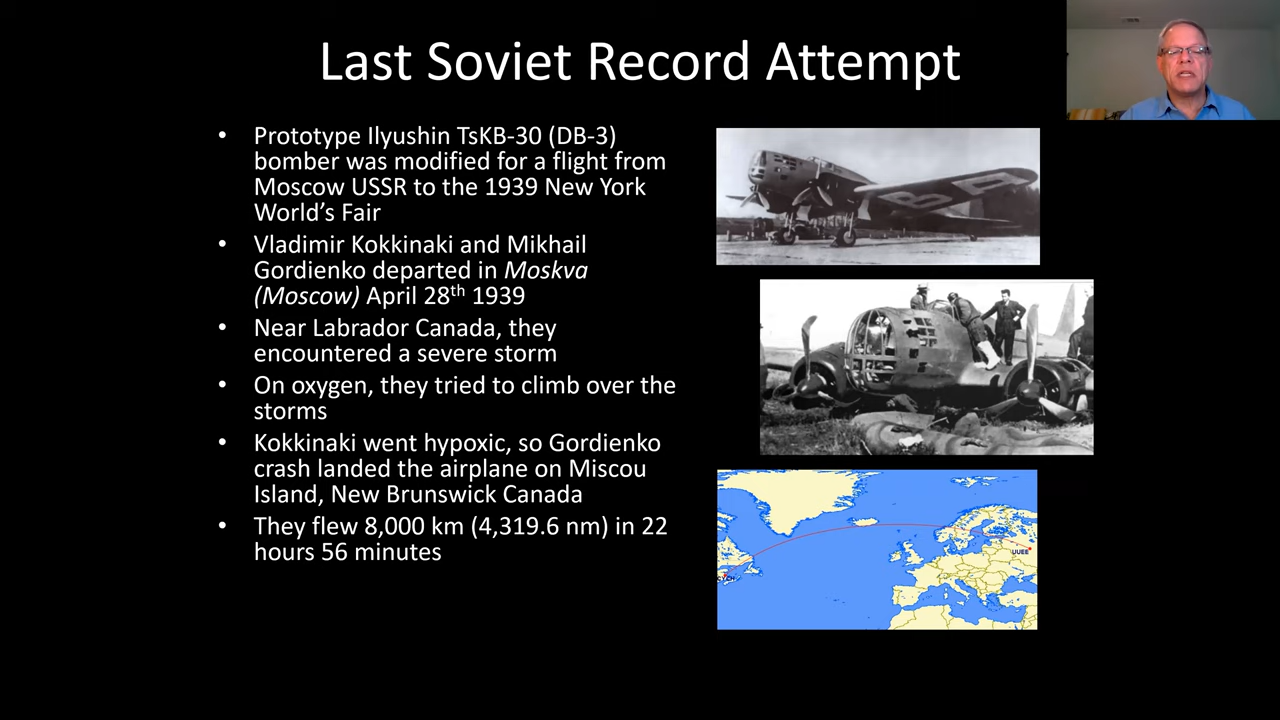 Last Soviet Record Attempt
• Prototype Ilyushin TsKB-30 (DB-3)
bomber was modified for a flight from
Moscow USSR to the 1939 New York
World's Fair
• Vladimir Kokkinaki and Mikhail
Gordienko departed in Moskva
(Moscow) April 28th 1939
• Near Labrador Canada, they
encountered a severe storm
• On oxygen, they tried to climb over the
storms
• Kokkinaki went hypoxic, so Gordienko
crash landed the airplane on Miscou
Island, New Brunswick Canada
• They flew 8,000 km (4,319.6 nm) in 22
hours 56 minutes
UUEE